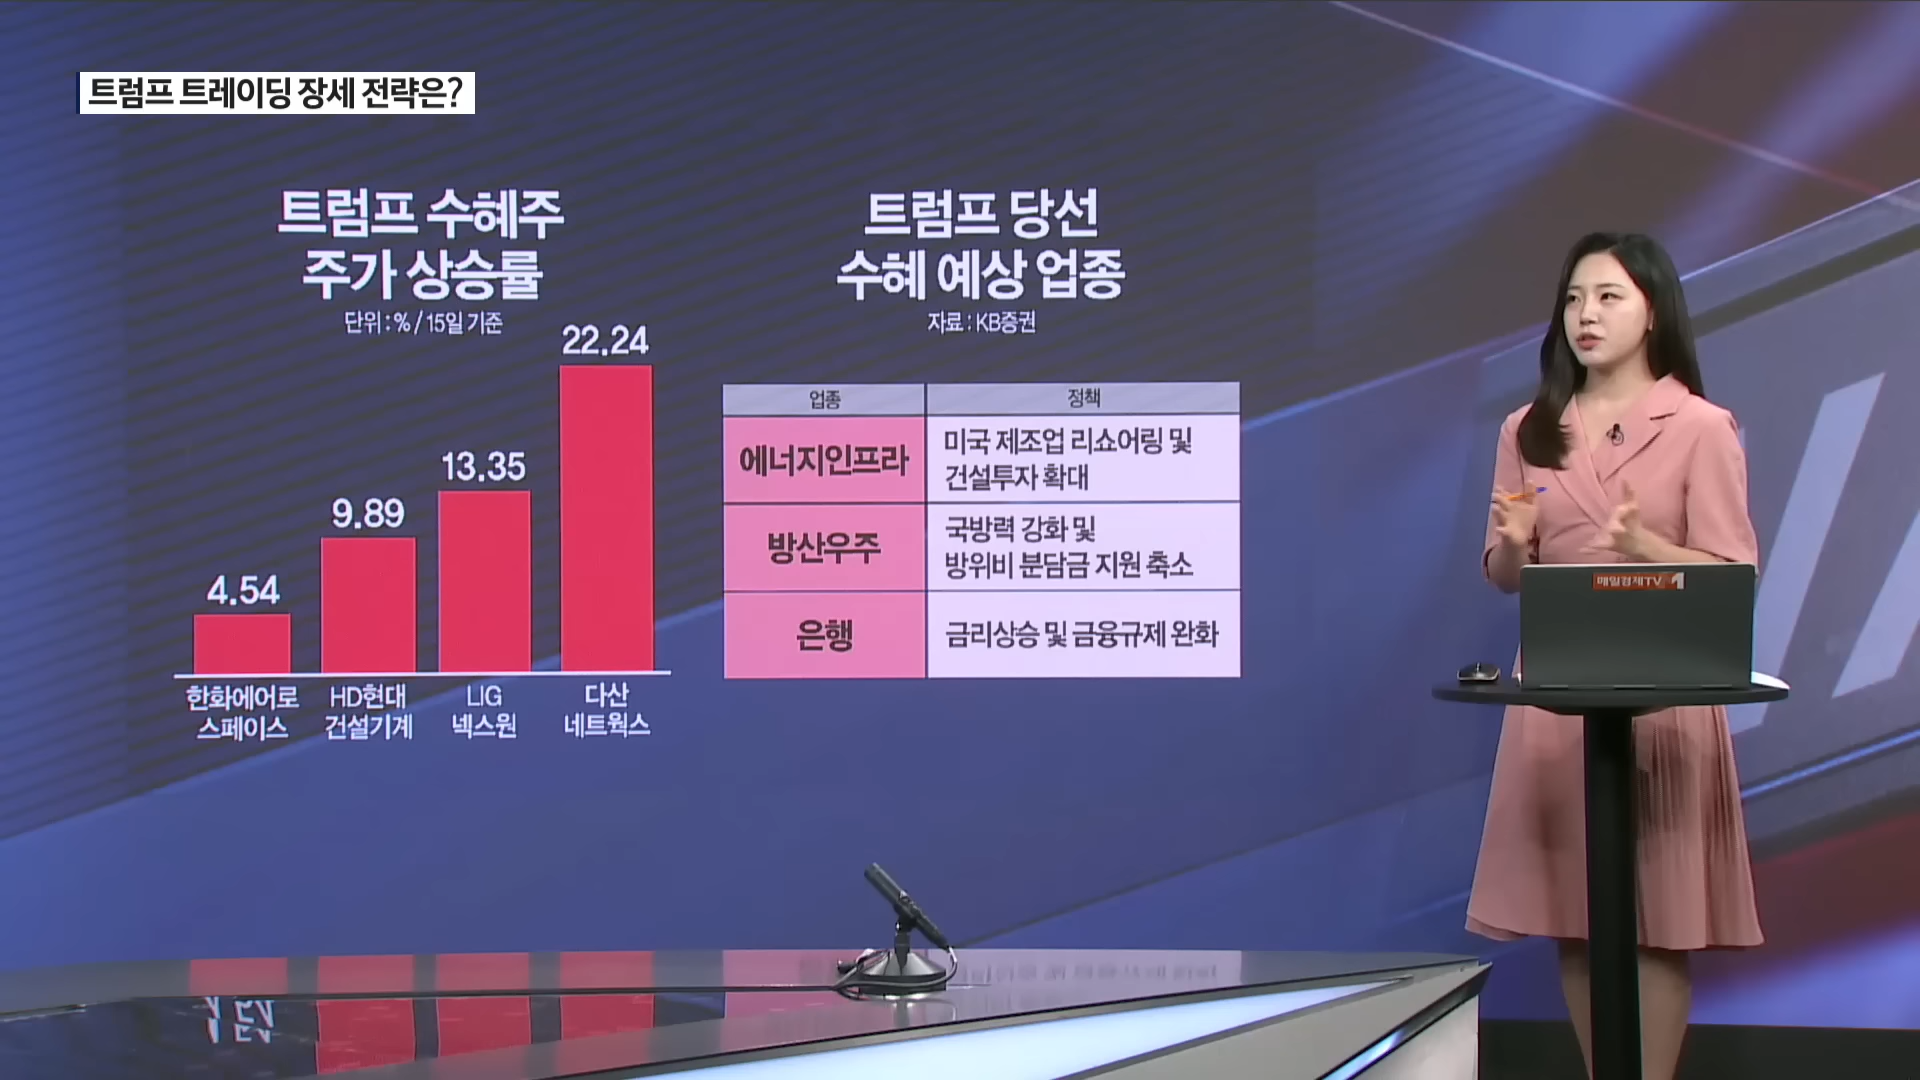 트럼프 트레이딩 장세 전략은?
트럼프 수혜주
주가 상승률
단위 : % / 15일 기준
4.54
9.89
13.35
22.24
한화에어로
스페이스
HD현대
건설기계
LIG
넥스원
다산
네트웍스
트럼프 당선
수혜 예상 업종
자료 : KB증권
업종
정책
에너지인프라
미국 제조업 리쇼어링 및
건설투자 확대
방산우주
국방력 강화 및
방위비 분담금 지원 축소
은행
금리상승 및 금융규제 완화
매일경제TV